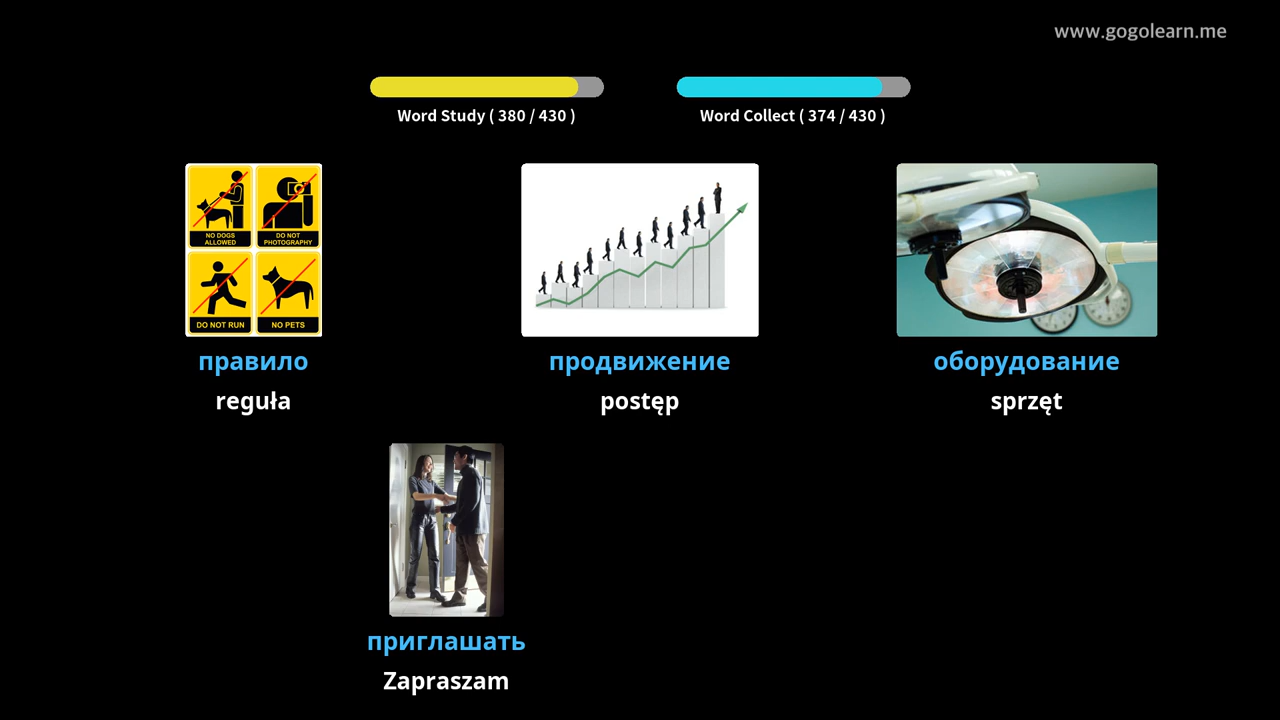 www.gogolearn.me
Word Study ( 380 / 430 )
Word Collect ( 374 / 430 )
NO DOGS
ALLOWED
DO NOT
PHOTOGRAPHY
DO NOT RUN
NO PETS
правило
продвижение
оборудование
reguła
postęp
sprzęt
приглашать
Zapraszam